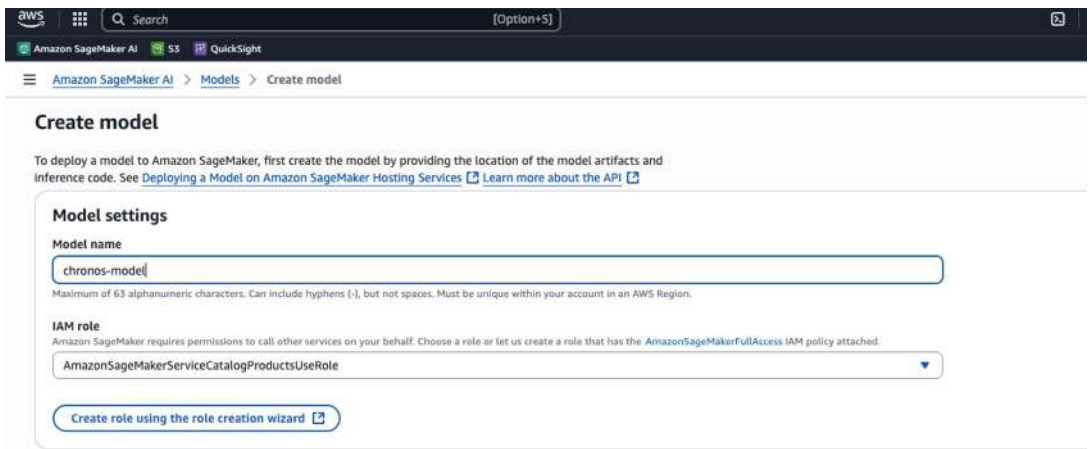 aws
Search [Option+S]
Amazon SageMaker AI S3 QuickSight
Amazon SageMaker AI > Models > Create model
Create model
To deploy a model to Amazon SageMaker, first create the model by providing the location of the model artifacts and
inference code. See Deploying a Model on Amazon SageMaker Hosting Services Learn more about the API
Model settings
Model name
chronos-model
Maximum of 63 alphanumeric characters. Can include hyphens (-), but not spaces. Must be unique within your account in an AWS Region.
IAM role
Amazon SageMaker requires permissions to call other services on your behalf. Choose a role or let us create a role that has the AmazonSageMakerFullAccess IAM policy attached.
AmazonSageMakerServiceCatalogProductsUseRole
Create role using the role creation wizard